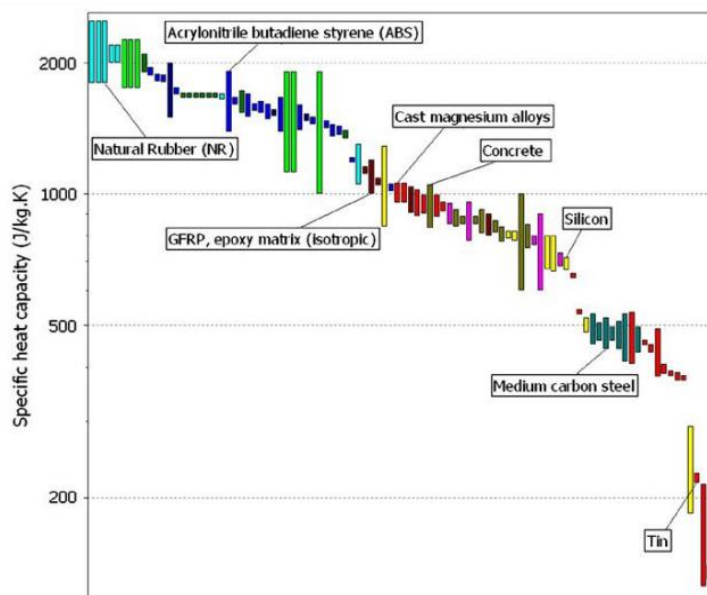 Acrylonitrile butadiene styrene (ABS)
2000
Natural Rubber (NR)
Cast magnesium alloys
Concrete
1000
GFRP, epoxy matrix (isotropic)
Silicon
Specific heat capacity (J/kg.K)
500
Medium carbon steel
200
Tin